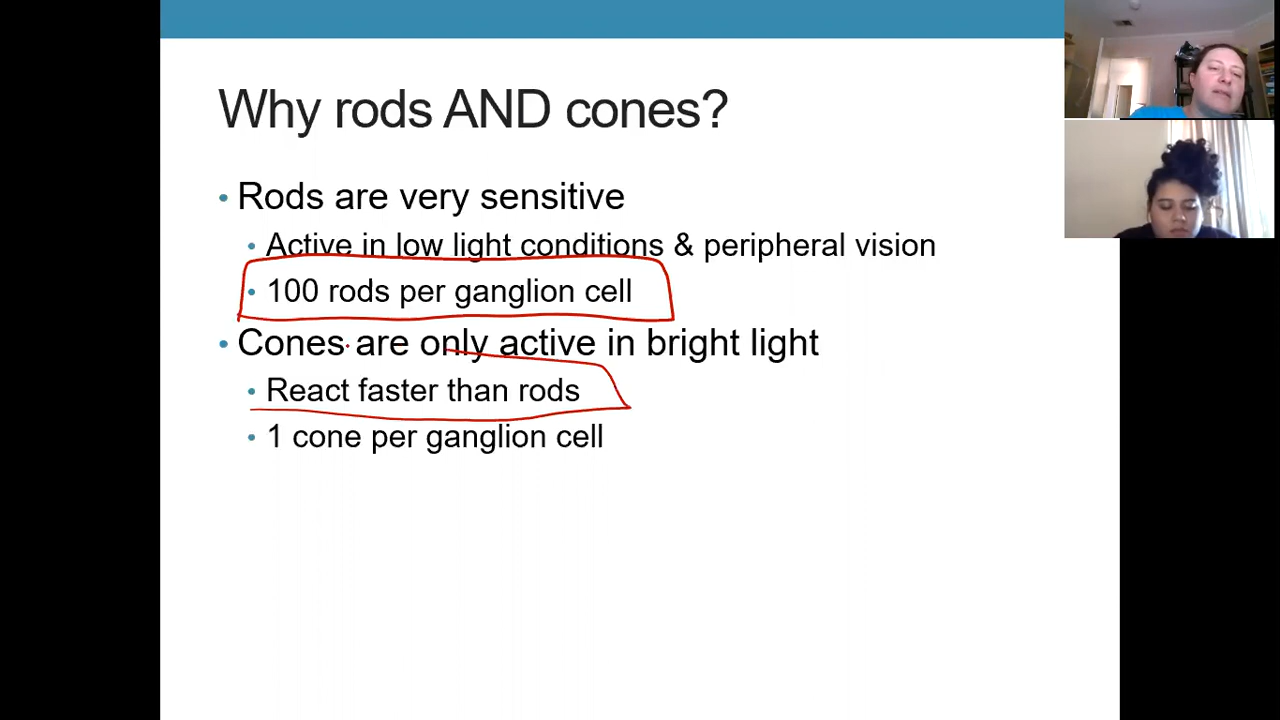 Why rods AND cones?
• Rods are very sensitive
• Active in low light conditions & peripheral vision
• 100 rods per ganglion cell
• Cones are only active in bright light
• React faster than rods
• 1 cone per ganglion cell